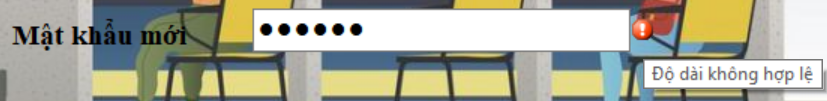 Mật khẩu mới ●●●●●●
Độ dài không hợp lệ